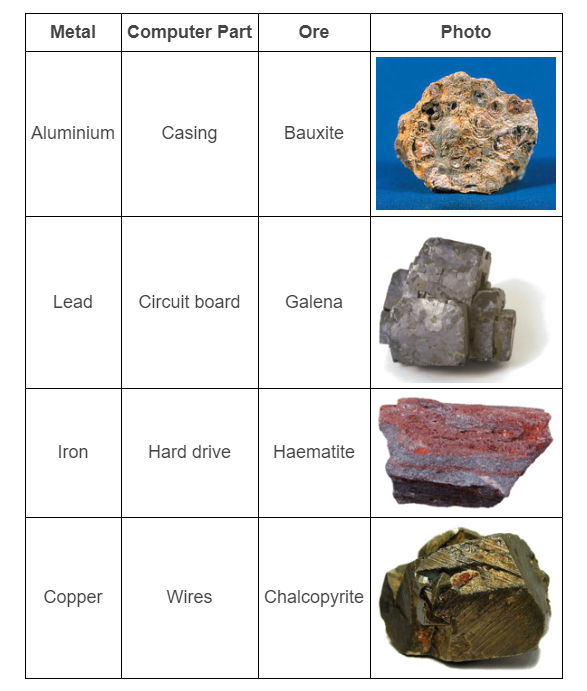 Metal Computer Part Ore Photo
Aluminium Casing Bauxite
Lead Circuit board Galena
Iron Hard drive Haematite
Copper Wires Chalcopyrite